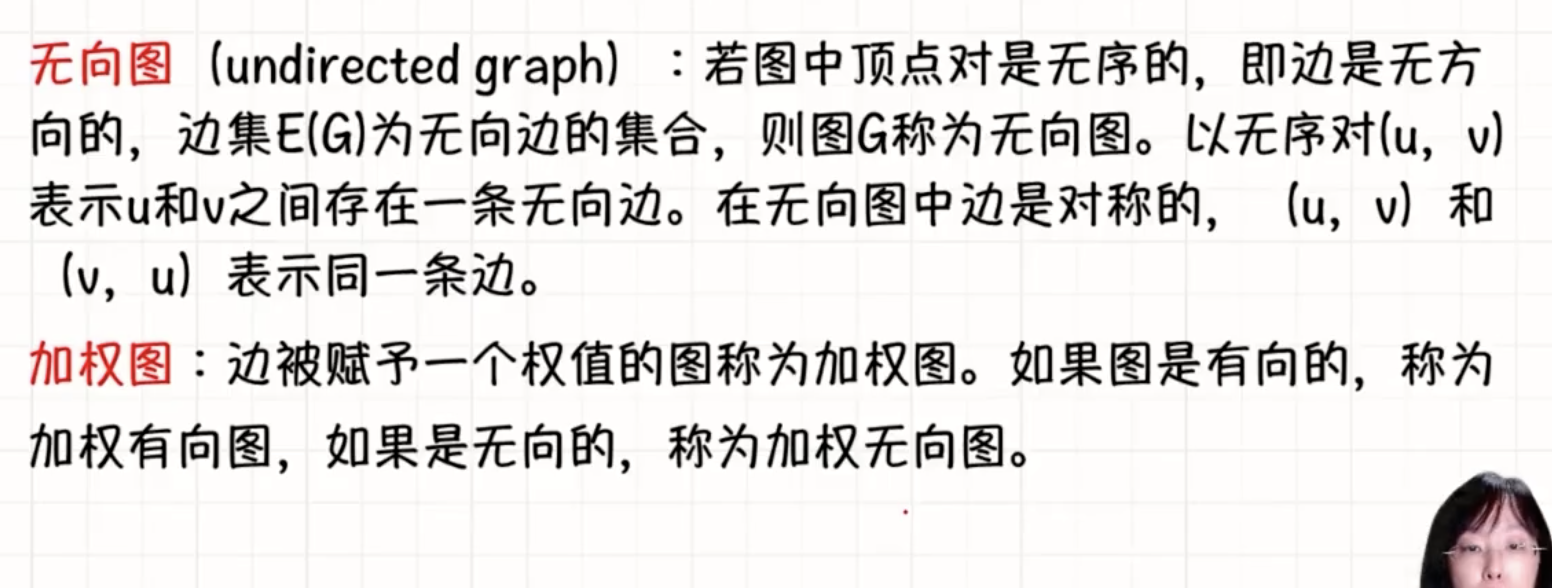 无向图（undirected graph）：若图中顶点对是无序的，即边是无方
向的，边集E(G)为无向边的集合，则图G称为无向图。以无序对(u，v)
表示u和v之间存在一条无向边。在无向图中边是对称的，（u，v）和
（v，u）表示同一条边。
加权图：边被赋予一个权值的图称为加权图。如果图是有向的，称为
加权有向图，如果是无向的，称为加权无向图。